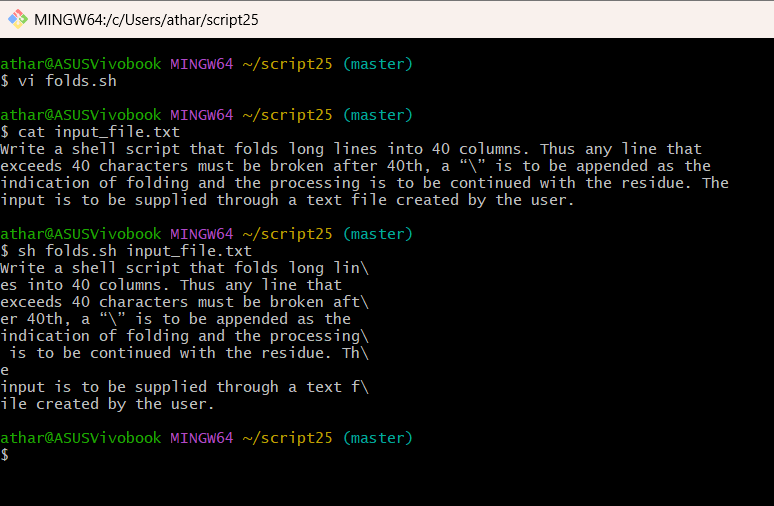 MINGW64:/c/Users/athar/script25
athar@ASUSVivobook MINGW64 ~/script25 (master)
$ vi folds.sh
athar@ASUSVivobook MINGW64 ~/script25 (master)
$ cat input_file.txt
Write a shell script that folds long lines into 40 columns. Thus any line that
exceeds 40 characters must be broken after 40th, a “\” is to be appended as the
indication of folding and the processing is to be continued with the residue. The
input is to be supplied through a text file created by the user.
athar@ASUSVivobook MINGW64 ~/script25 (master)
$ sh folds.sh input_file.txt
Write a shell script that folds long lin\
es into 40 columns. Thus any line that
exceeds 40 characters must be broken aft\
er 40th, a “\” is to be appended as the
indication of folding and the processing\
 is to be continued with the residue. Th\
e
input is to be supplied through a text f\
ile created by the user.
athar@ASUSVivobook MINGW64 ~/script25 (master)
$